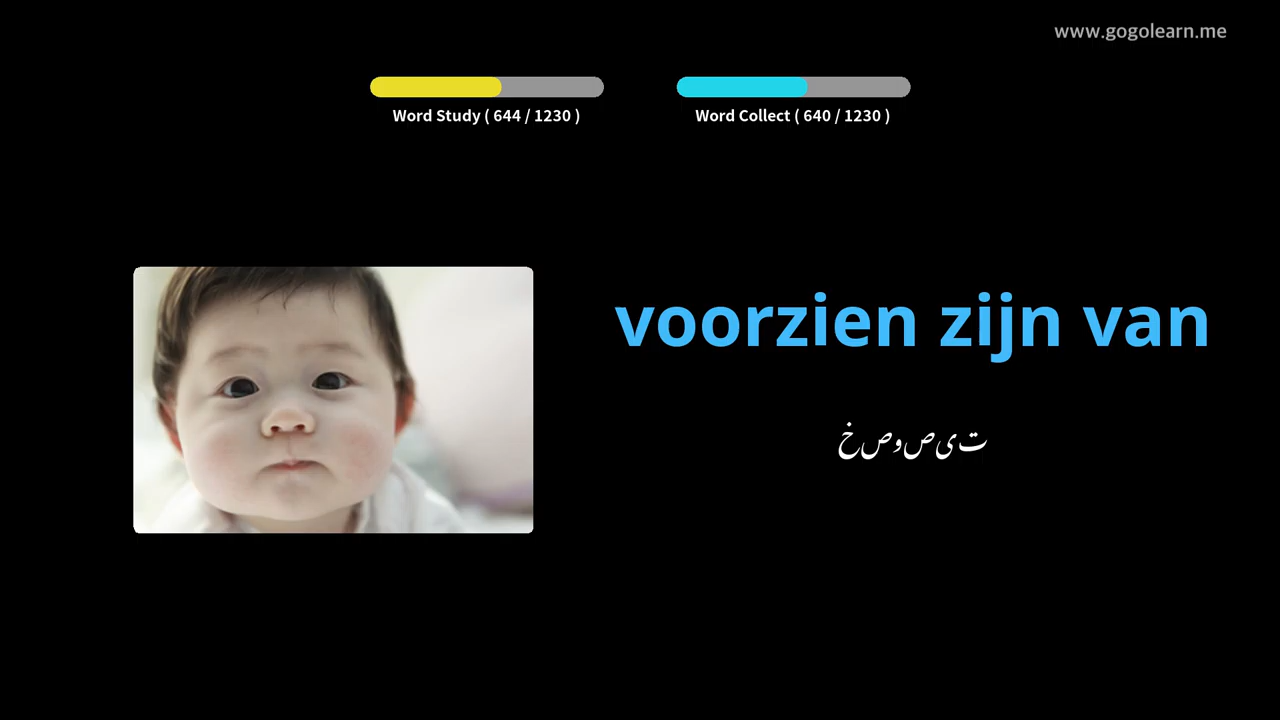 www.gogolearn.me
Word Study ( 644 / 1230 )
Word Collect ( 640 / 1230 )
voorzien zijn van
خصوصیت